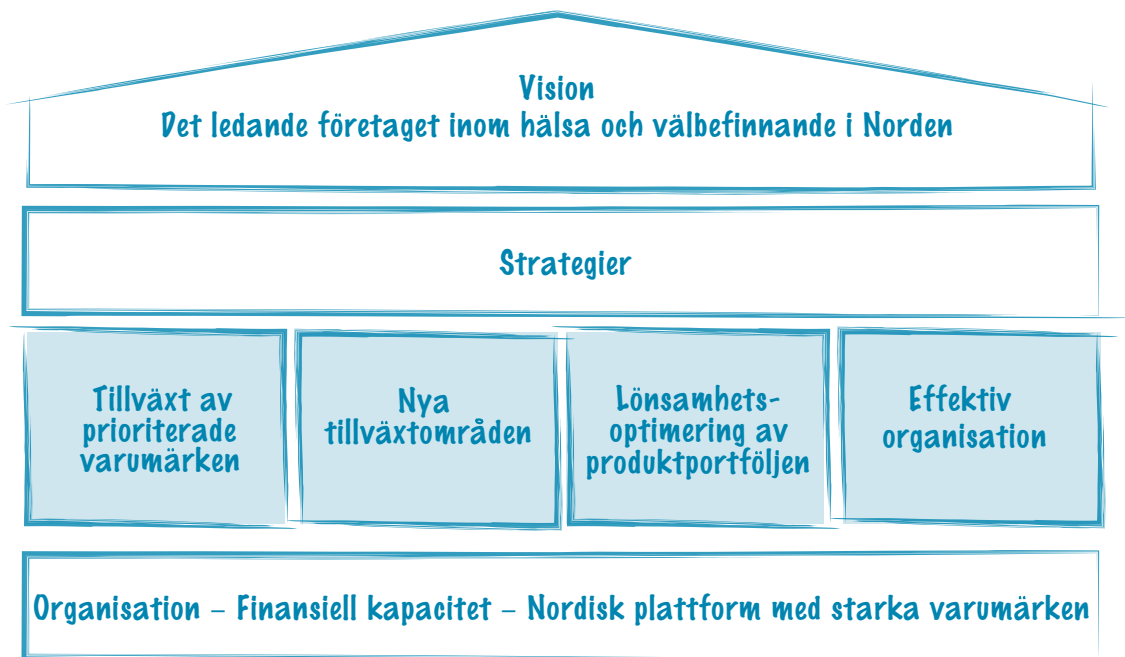 Vision
Det ledande företaget inom hälsa och välbefinnande i Norden
Strategier
Tillväxt av
prioriterade
varumärken
Nya
tillväxtområden
Lönsamhets-
optimering av
produktportföljen
Effektiv
organisation
Organisation – Finansiell kapacitet – Nordisk plattform med starka varumärken